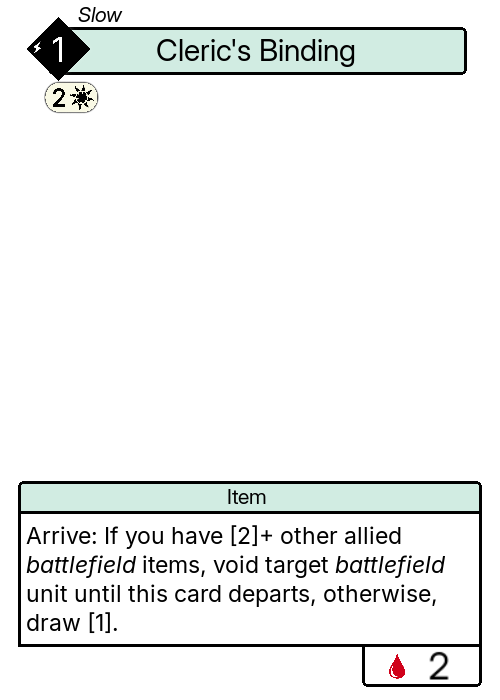 Slow
1
Cleric's Binding
2
Item
Arrive: If you have [2]+ other allied
battlefield items, void target battlefield
unit until this card departs, otherwise,
draw [1].
2